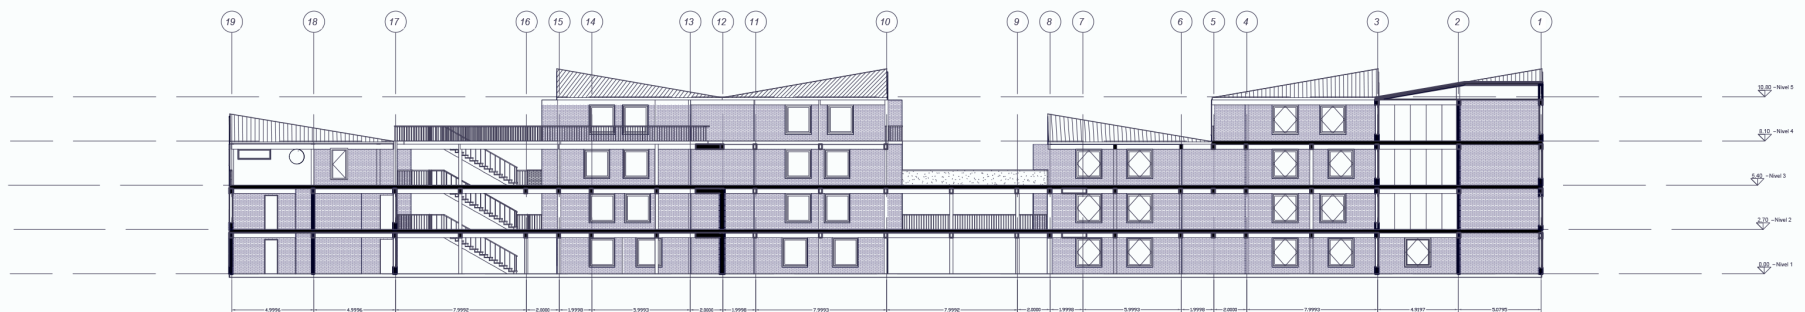 19 18 17 16 15 14 13 12 11 10 9 8 7 6 5 4 3 2 1
10.80 - Nivel 5
8.10 - Nivel 4
5.40 - Nivel 3
2.70 - Nivel 2
0.00 - Nivel 1
4.9996 4.9996 7.9992 2.0000 1.9998 5.9993 2.0000 1.9998 7.9993 7.9992 2.0000 1.9998 5.9993 1.9998 2.0000 7.9993 4.9197 5.0795